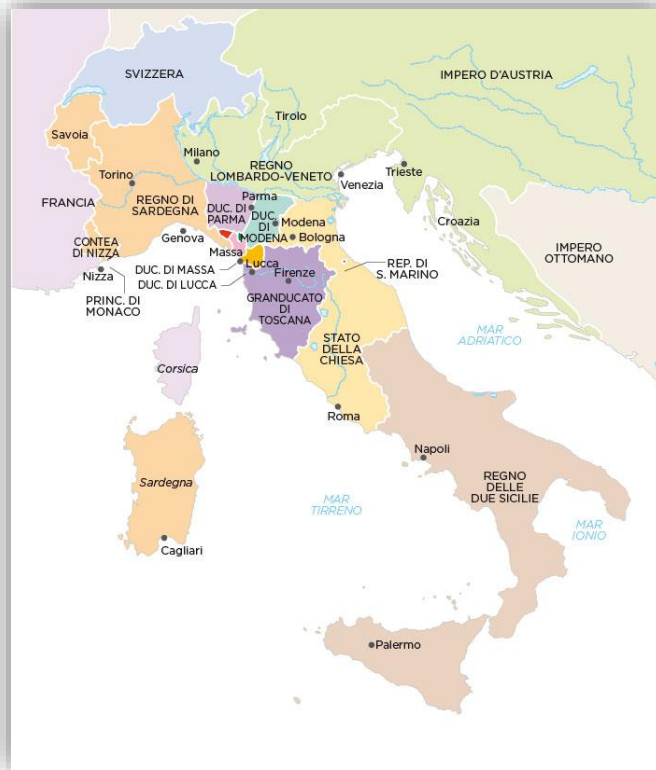 SVIZZERA
IMPERO D'AUSTRIA
Tirolo
Savoia
Milano
REGNO
LOMBARDO-VENETO
Torino
Venezia
Trieste
FRANCIA
REGNO DI
SARDEGNA
DUC. DI
PARMA
Parma
DUC.
DI
MODENA
Modena
Bologna
Croazia
CONTEA
DI NIZZA
Genova
Massa
Lucca
IMPERO
OTTOMANO
Nizza
DUC. DI MASSA
DUC. DI LUCCA
Firenze
REP. DI
S. MARINO
PRINC. DI
MONACO
GRANDUCATO
DI
TOSCANA
STATO
DELLA
CHIESA
MAR
ADRIATICO
Corsica
Roma
Napoli
REGNO
DELLE
DUE SICILIE
Sardegna
MAR
TIRRENO
MAR
IONIO
Cagliari
Palermo